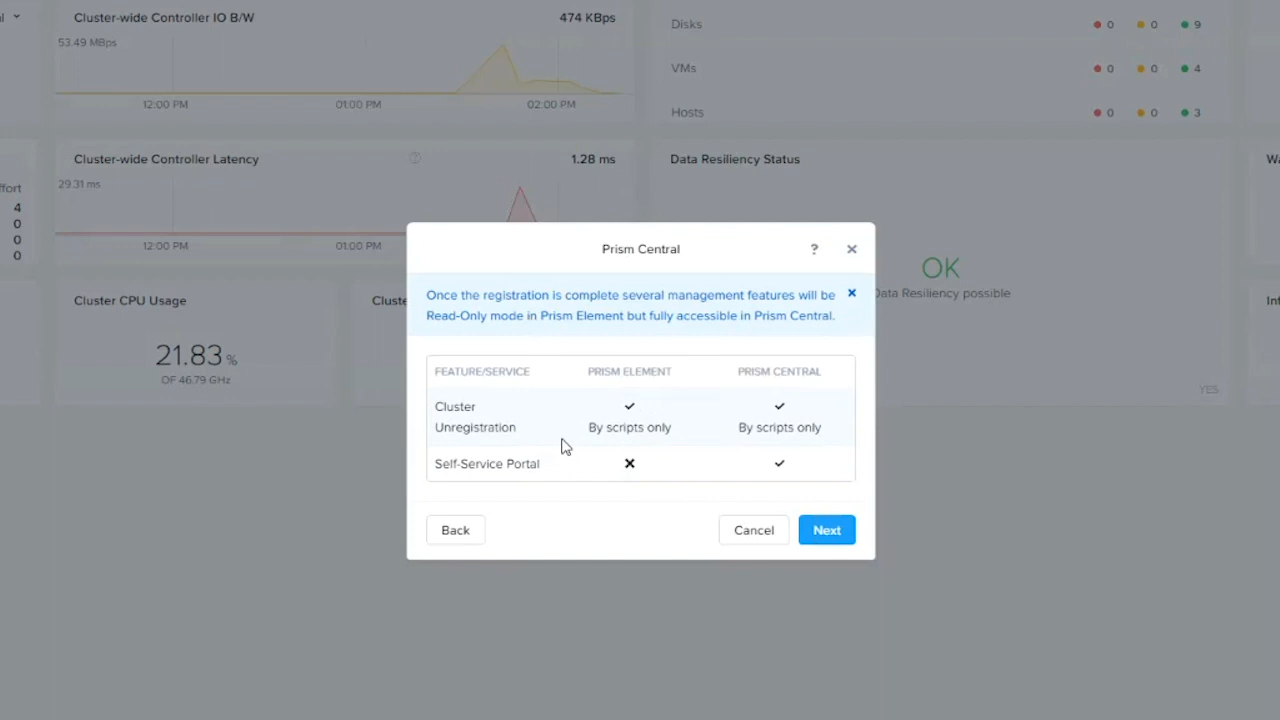 Cluster-wide Controller IO B/W 474 KBps
53.49 MBps
12:00 PM 01:00 PM 02:00 PM
Disks 0 0 9
VMs 0 0 4
Hosts 0 0 3
Cluster-wide Controller Latency 1.28 ms
29.31 ms
12:00 PM 01:00 PM
4
0
0
0
Data Resiliency Status
OK
Data Resiliency possible
YES
Cluster CPU Usage
21.83 %
OF 46.79 GHz
Prism Central ? ×
Once the registration is complete several management features will be
Read-Only mode in Prism Element but fully accessible in Prism Central.
FEATURE/SERVICE PRISM ELEMENT PRISM CENTRAL
Cluster ✓ ✓
Unregistration By scripts only By scripts only
Self-Service Portal ✕ ✓
Back Cancel Next